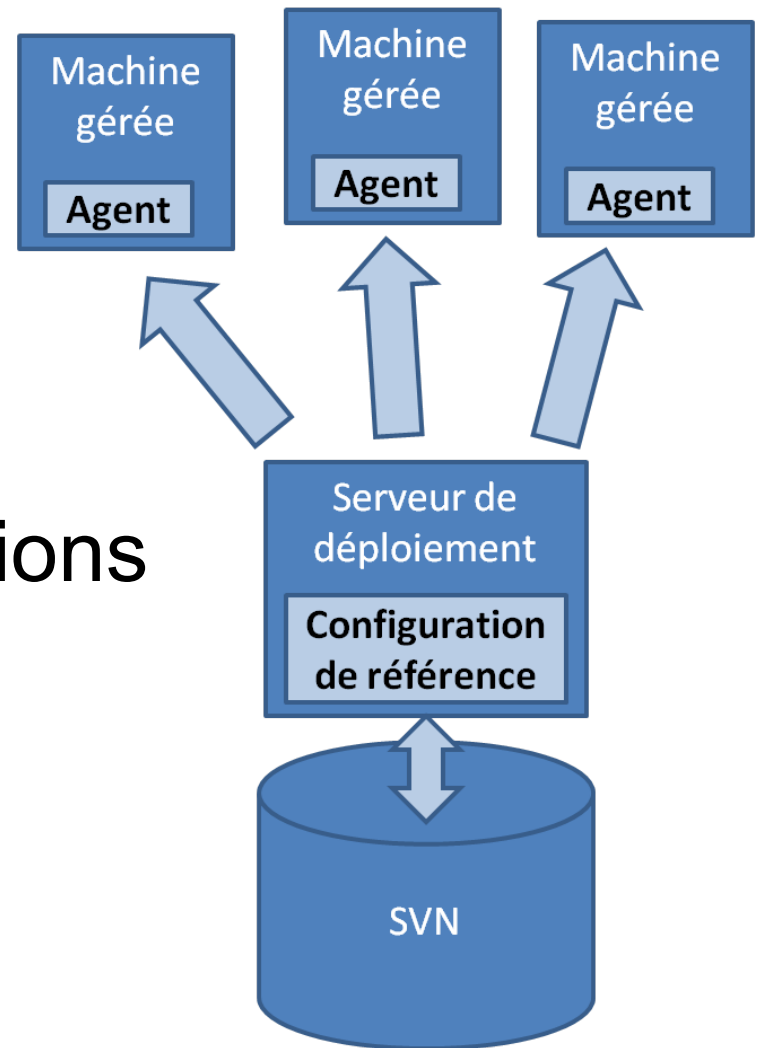 Machine
gérée
Agent
Machine
gérée
Agent
Machine
gérée
Agent
ions
Serveur de
déploiement
Configuration
de référence
SVN